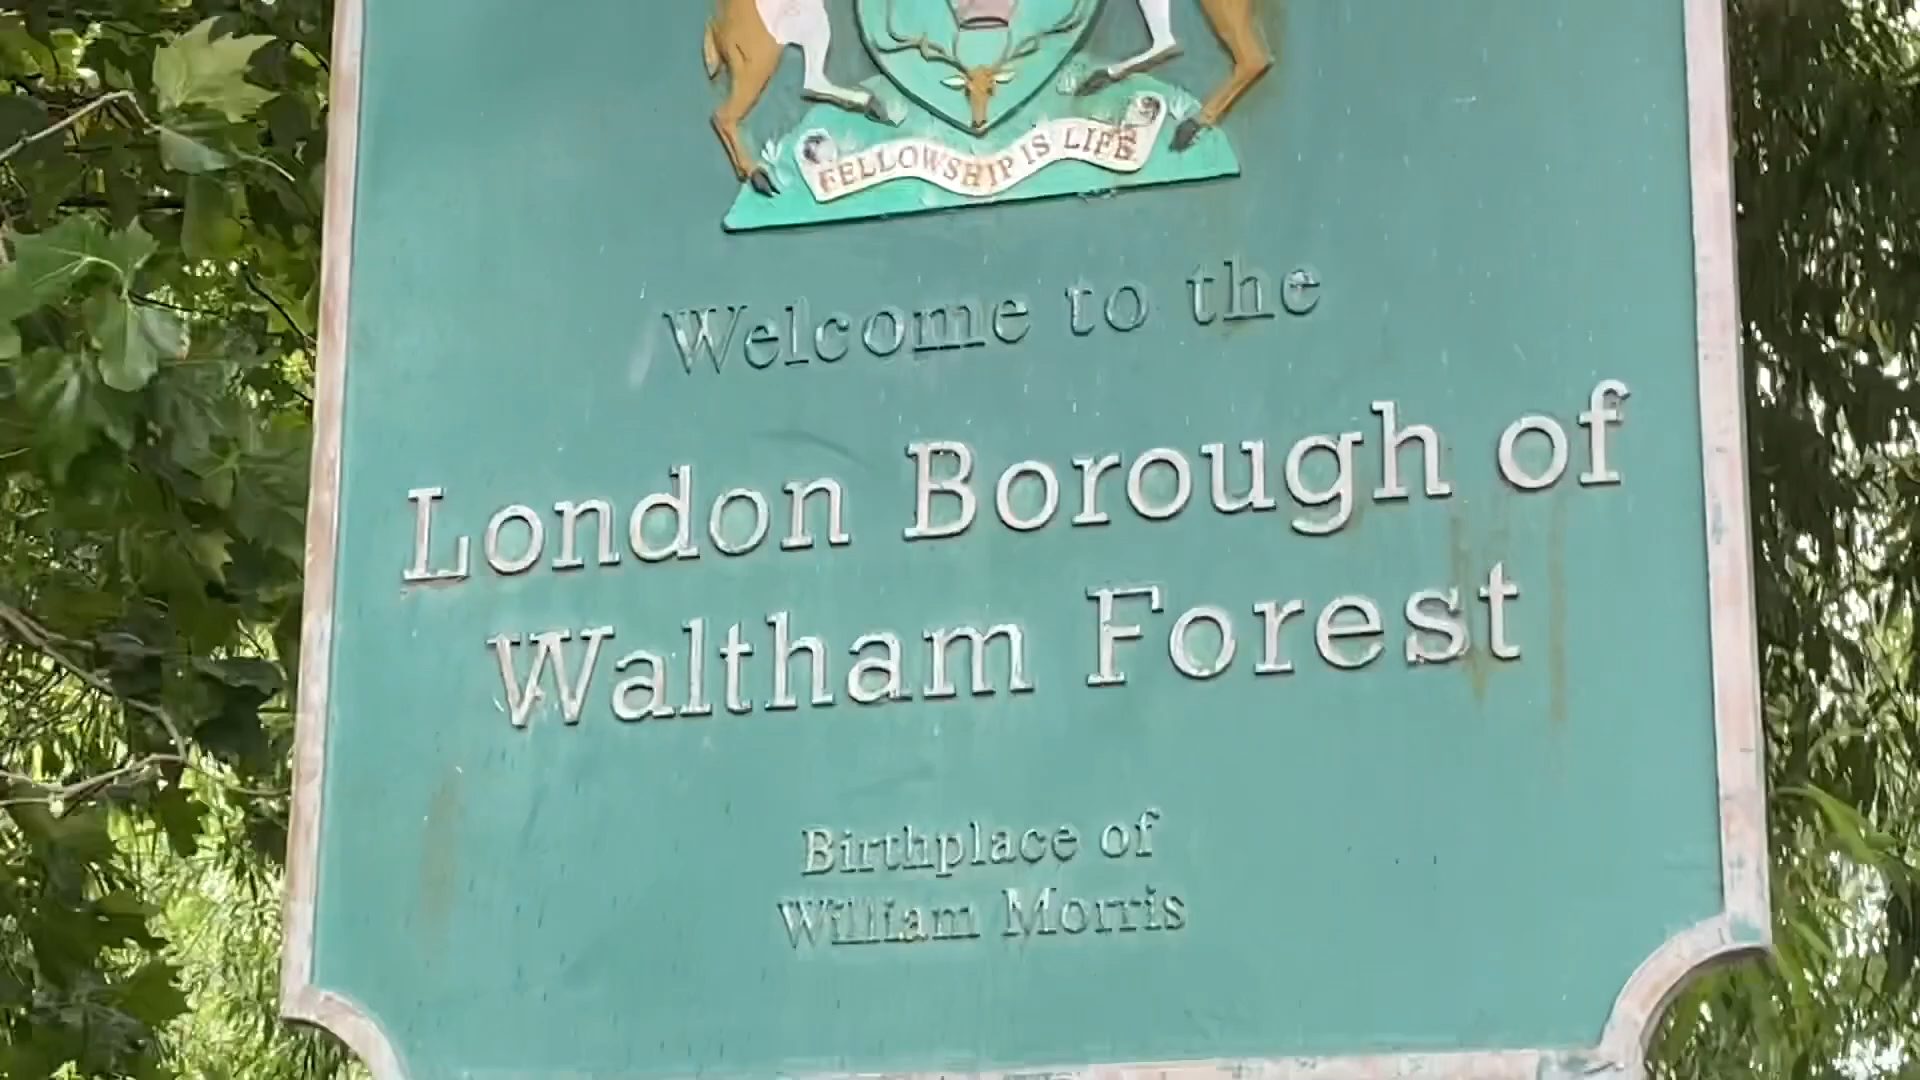 FELLOWSHIP IS LIFE
Welcome to the
London Borough of
Waltham Forest
Birthplace of
William Morris